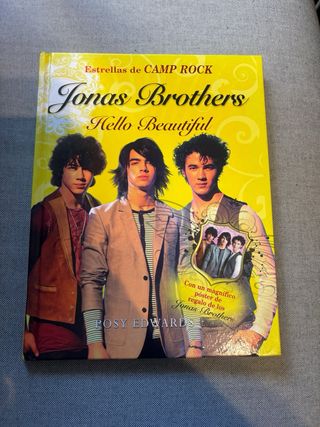 Estrellas de CAMP ROCK
Jonas Brothers
Hello Beautiful
Con un magnífico
póster de
regalo de los
Jonas Brothers
POSY EDWARDS